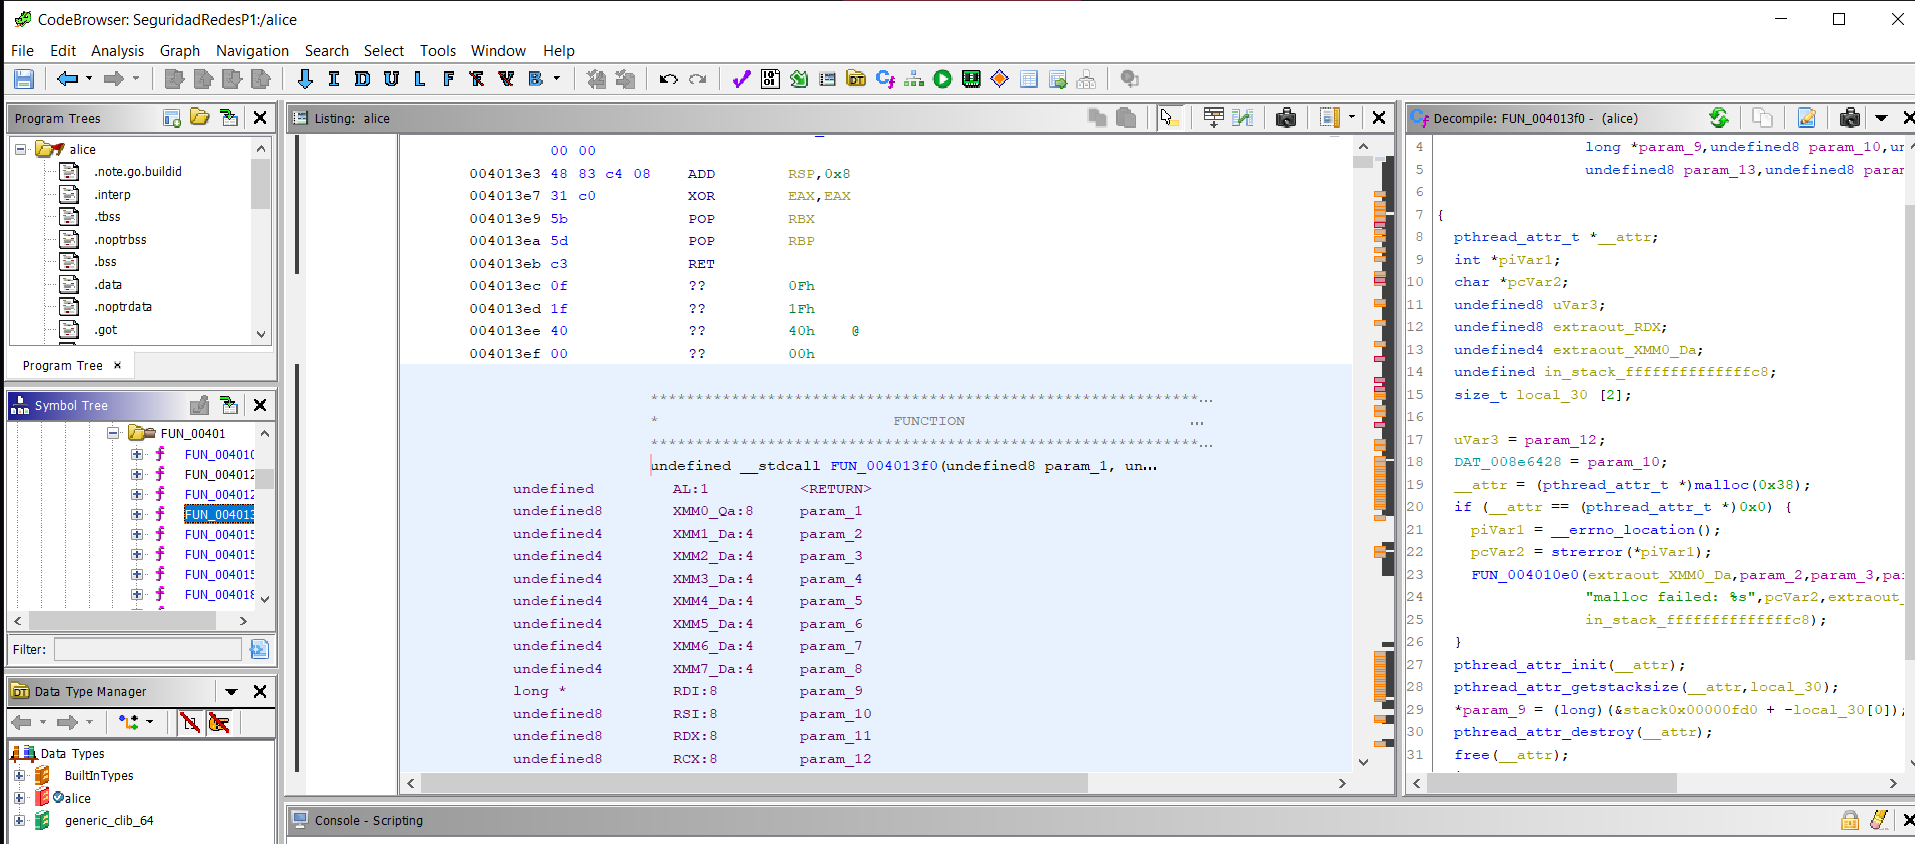 CodeBrowser: SeguridadRedesP1:/alice
File Edit Analysis Graph Navigation Search Select Tools Window Help
I D U L F B
Program Trees
alice
.note.go.buildid
.interp
.tbss
.noptrbss
.bss
.data
.noptrdata
.got
Program Tree
Symbol Tree
FUN_00401
FUN_004010
FUN_004012
FUN_004012
FUN_004013
FUN_004015
FUN_004015
FUN_004015
FUN_004018
Filter:
Data Type Manager
Data Types
BuiltInTypes
alice
generic_clib_64
Listing: alice
00 00
004013e3 48 83 c4 08 ADD RSP,0x8
004013e7 31 c0 XOR EAX,EAX
004013e9 5b POP RBX
004013ea 5d POP RBP
004013eb c3 RET
004013ec 0f ?? 0Fh
004013ed 1f ?? 1Fh
004013ee 40 ?? 40h @
004013ef 00 ?? 00h
**************************************************************...
* FUNCTION ...
**************************************************************...
undefined __stdcall FUN_004013f0(undefined8 param_1, un...
undefined AL:1 <RETURN>
undefined8 XMM0_Qa:8 param_1
undefined4 XMM1_Da:4 param_2
undefined4 XMM2_Da:4 param_3
undefined4 XMM3_Da:4 param_4
undefined4 XMM4_Da:4 param_5
undefined4 XMM5_Da:4 param_6
undefined4 XMM6_Da:4 param_7
undefined4 XMM7_Da:4 param_8
long * RDI:8 param_9
undefined8 RSI:8 param_10
undefined8 RDX:8 param_11
undefined8 RCX:8 param_12
Decompile: FUN_004013f0 - (alice)
4 long *param_9,undefined8 param_10,un
5 undefined8 param_13,undefined8 param
6
7 {
8 pthread_attr_t *__attr;
9 int *piVar1;
10 char *pcVar2;
11 undefined8 uVar3;
12 undefined8 extraout_RDX;
13 undefined4 extraout_XMM0_Da;
14 undefined in_stack_ffffffffffffffc8;
15 size_t local_30 [2];
16
17 uVar3 = param_12;
18 DAT_008e6428 = param_10;
19 __attr = (pthread_attr_t *)malloc(0x38);
20 if (__attr == (pthread_attr_t *)0x0) {
21 piVar1 = __errno_location();
22 pcVar2 = strerror(*piVar1);
23 FUN_004010e0(extraout_XMM0_Da,param_2,param_3,pa
24 "malloc failed: %s",pcVar2,extraout_
25 in_stack_ffffffffffffffc8);
26 }
27 pthread_attr_init(__attr);
28 pthread_attr_getstacksize(__attr,local_30);
29 *param_9 = (long)(&stack0x00000fd0 + -local_30[0]);
30 pthread_attr_destroy(__attr);
31 free(__attr);
Console - Scripting